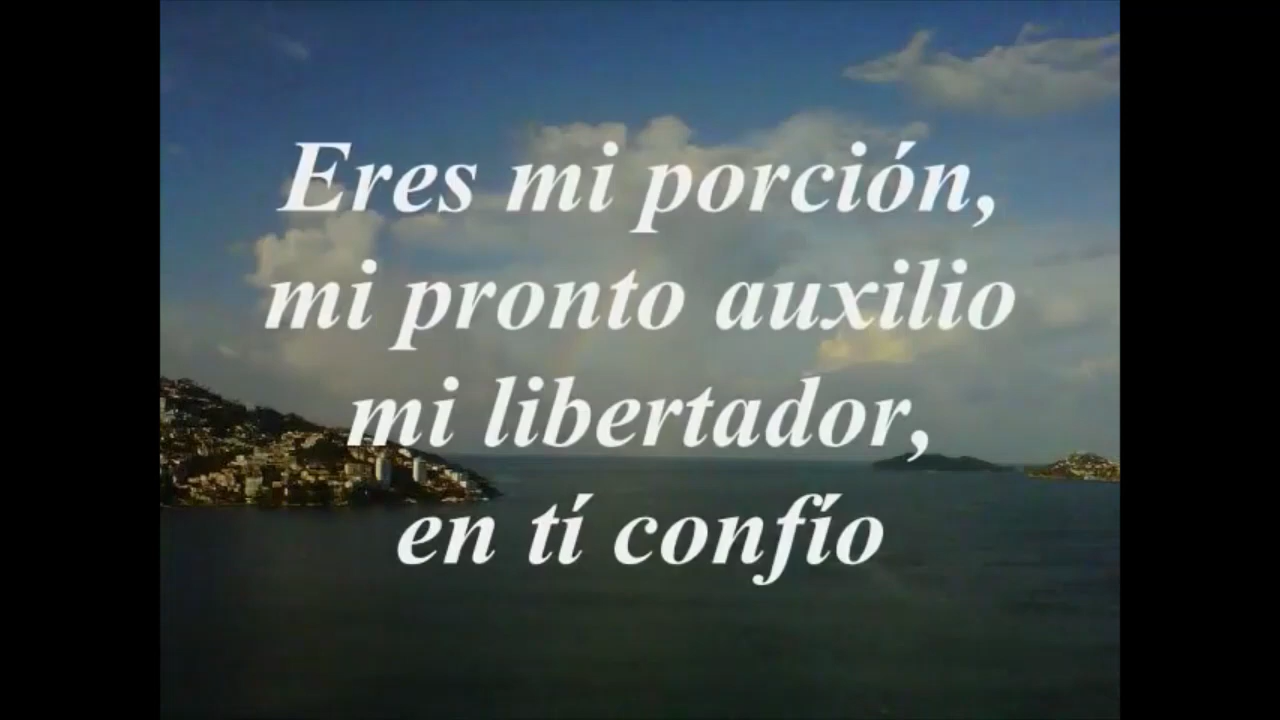 Eres mi porción,
mi pronto auxilio
mi libertador,
en tí confío